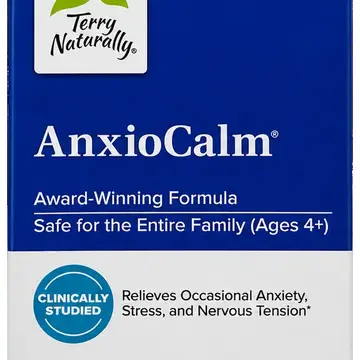 Terry
Naturally®
AnxioCalm®
Award-Winning Formula
Safe for the Entire Family (Ages 4+)
CLINICALLY
STUDIED
Relieves Occasional Anxiety,
Stress, and Nervous Tension*